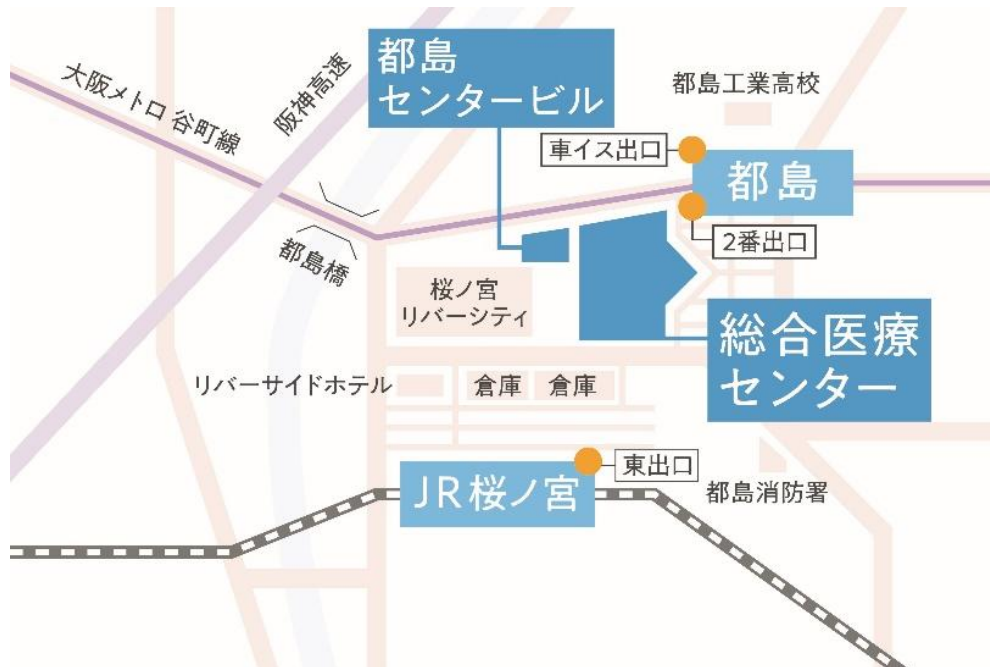 都島
センタービル
大阪メトロ 谷町線
阪神高速
都島工業高校
車イス出口
都島
2番出口
都島橋
桜ノ宮
リバーシティ
総合医療
センター
リバーサイドホテル
倉庫
倉庫
東出口
JR桜ノ宮
都島消防署